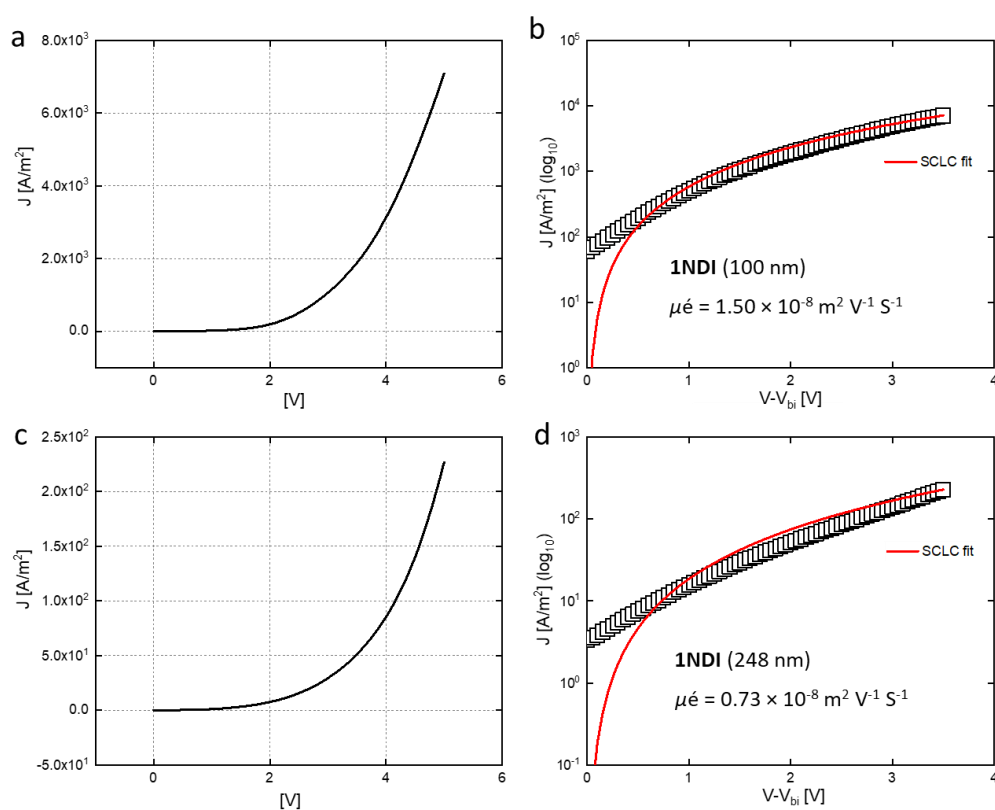 a
8.0x10³
6.0x10³
4.0x10³
2.0x10³
0.0
J [A/m²]
0
2
4
6
[V]
b
10⁵
10⁴
10³
10²
10¹
10⁰
J [A/m²] (log₁₀)
SCLC fit
1NDI (100 nm)
μé = 1.50 × 10⁻⁸ m² V⁻¹ S⁻¹
0
1
2
3
4
V-V_bi [V]
c
2.5x10²
2.0x10²
1.5x10²
1.0x10²
5.0x10¹
0.0
-5.0x10¹
J [A/m²]
0
2
4
6
[V]
d
10³
10²
10¹
10⁰
10⁻¹
J [A/m²] (log₁₀)
SCLC fit
1NDI (248 nm)
μé = 0.73 × 10⁻⁸ m² V⁻¹ S⁻¹
0
1
2
3
4
V-V_bi [V]